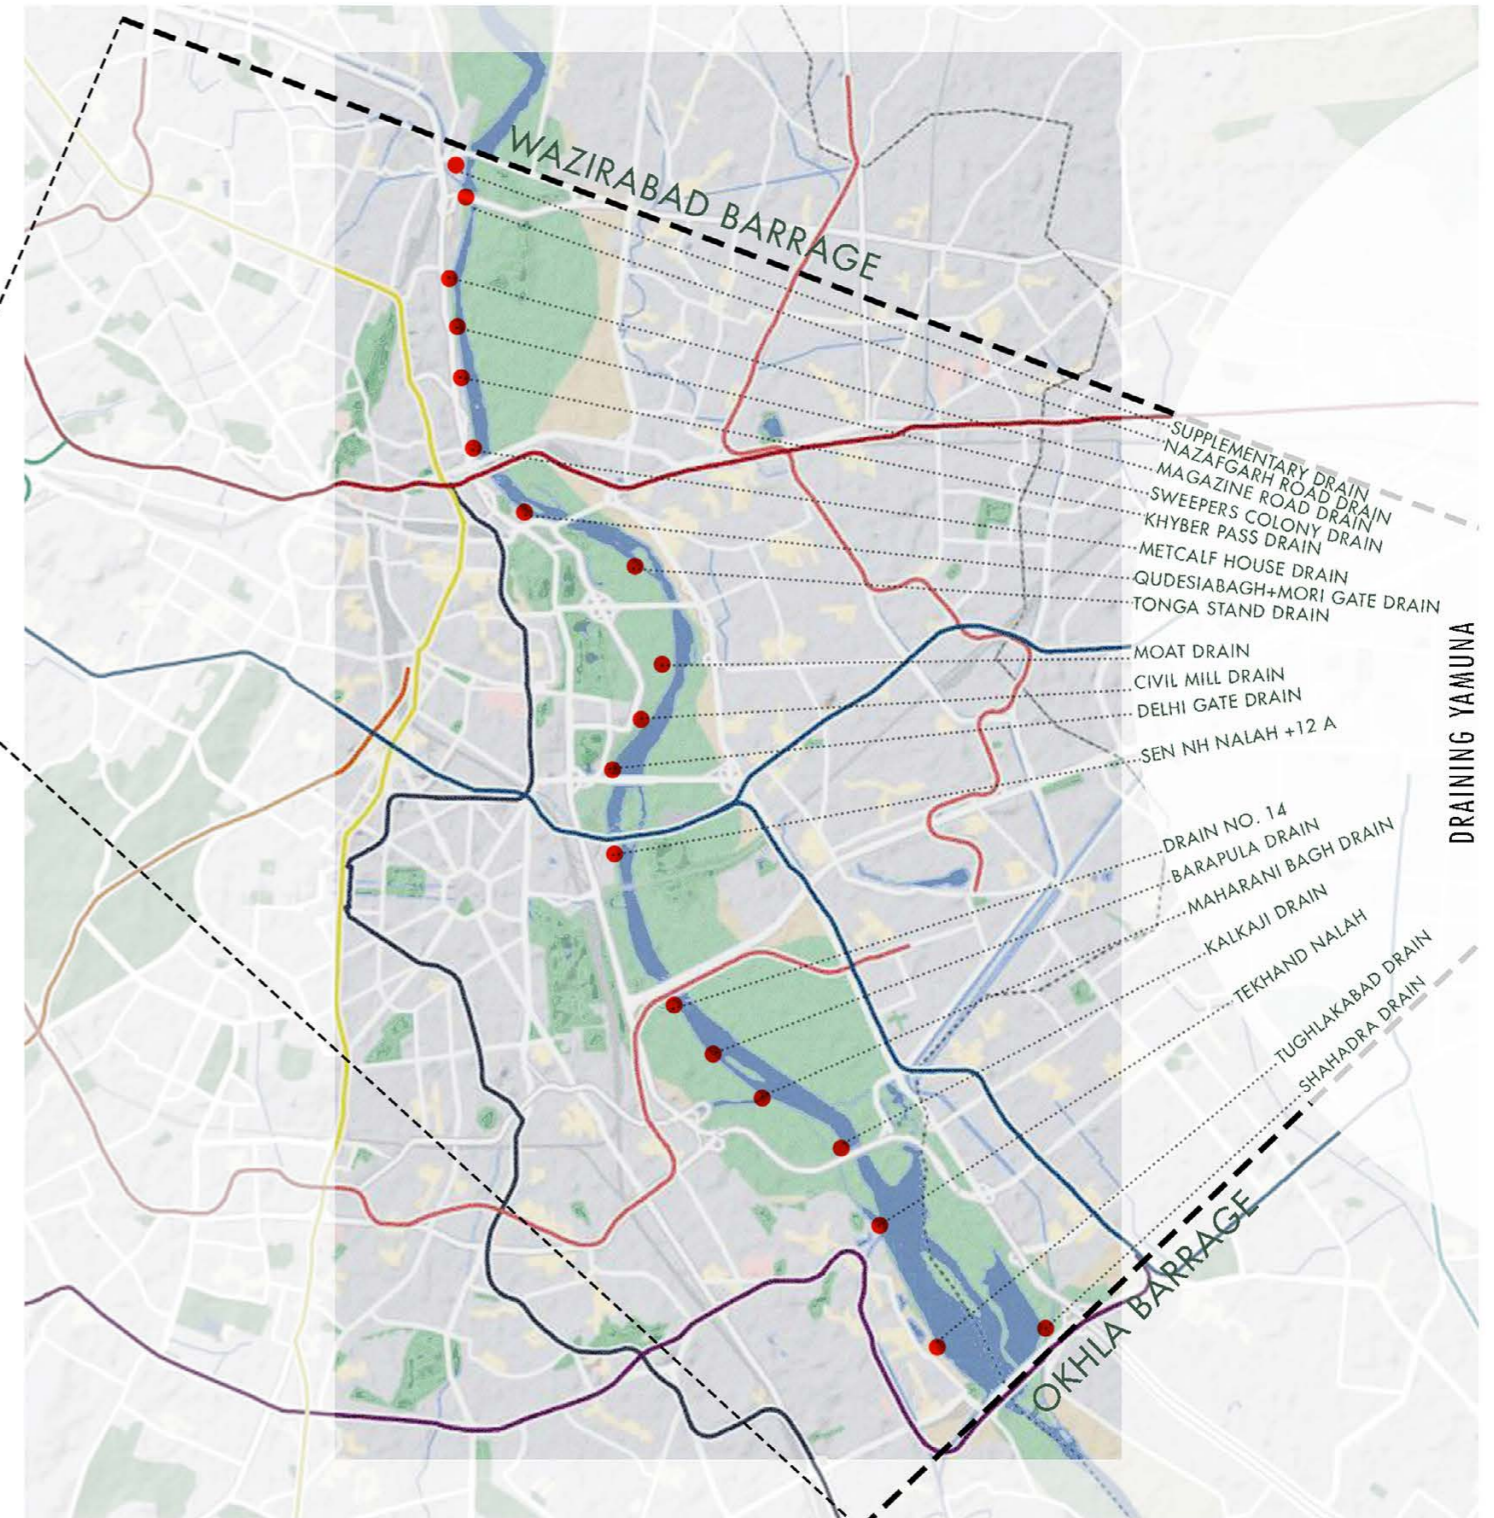 WAZIRABAD BARRAGE
SUPPLEMENTARY DRAIN
NAZAFGARH ROAD DRAIN
MAGAZINE ROAD DRAIN
SWEEPERS COLONY DRAIN
KHYBER PASS DRAIN
METCALF HOUSE DRAIN
QUDESIABAGH+MORI GATE DRAIN
TONGA STAND DRAIN
MOAT DRAIN
CIVIL MILL DRAIN
DELHI GATE DRAIN
SEN NH NALAH +12 A
DRAIN NO. 14
BARAPULA DRAIN
MAHARANI BAGH DRAIN
KALKAJI DRAIN
TEKHAND NALAH
TUGHLAKABAD DRAIN
SHAHADRA DRAIN
OKHLA BARRAGE
DRAINING YAMUNA